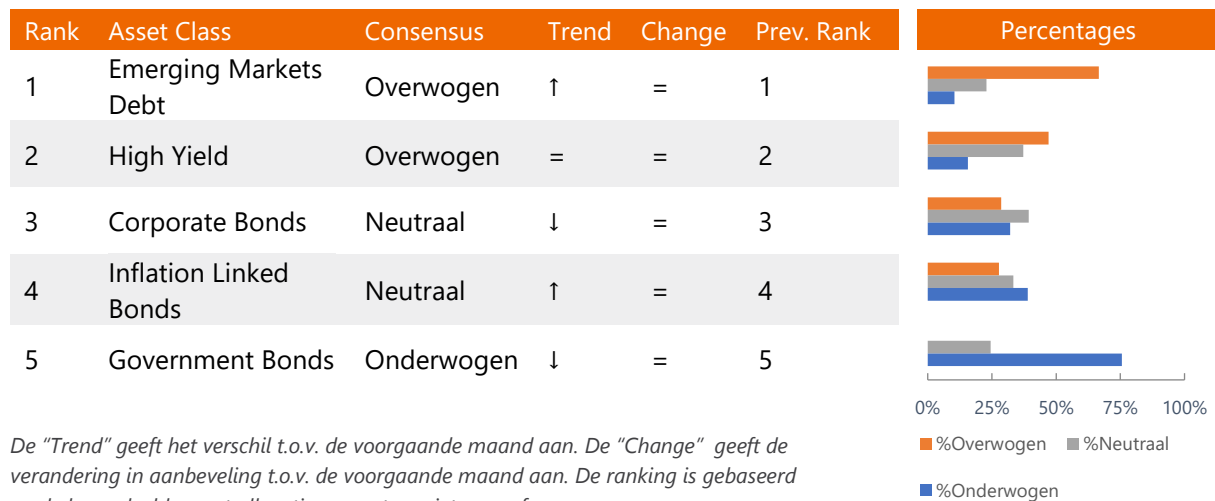 Rank Asset Class Consensus Trend Change Prev. Rank
1 Emerging Markets Debt Overwogen ↑ = 1
2 High Yield Overwogen = = 2
3 Corporate Bonds Neutraal ↓ = 3
4 Inflation Linked Bonds Neutraal ↑ = 4
5 Government Bonds Onderwogen ↓ = 5
De “Trend” geeft het verschil t.o.v. de voorgaande maand aan. De “Change” geeft de
verandering in aanbeveling t.o.v. de voorgaande maand aan. De ranking is gebaseerd
Percentages
0% 25% 50% 75% 100%
%Overwogen %Neutraal
%Onderwogen